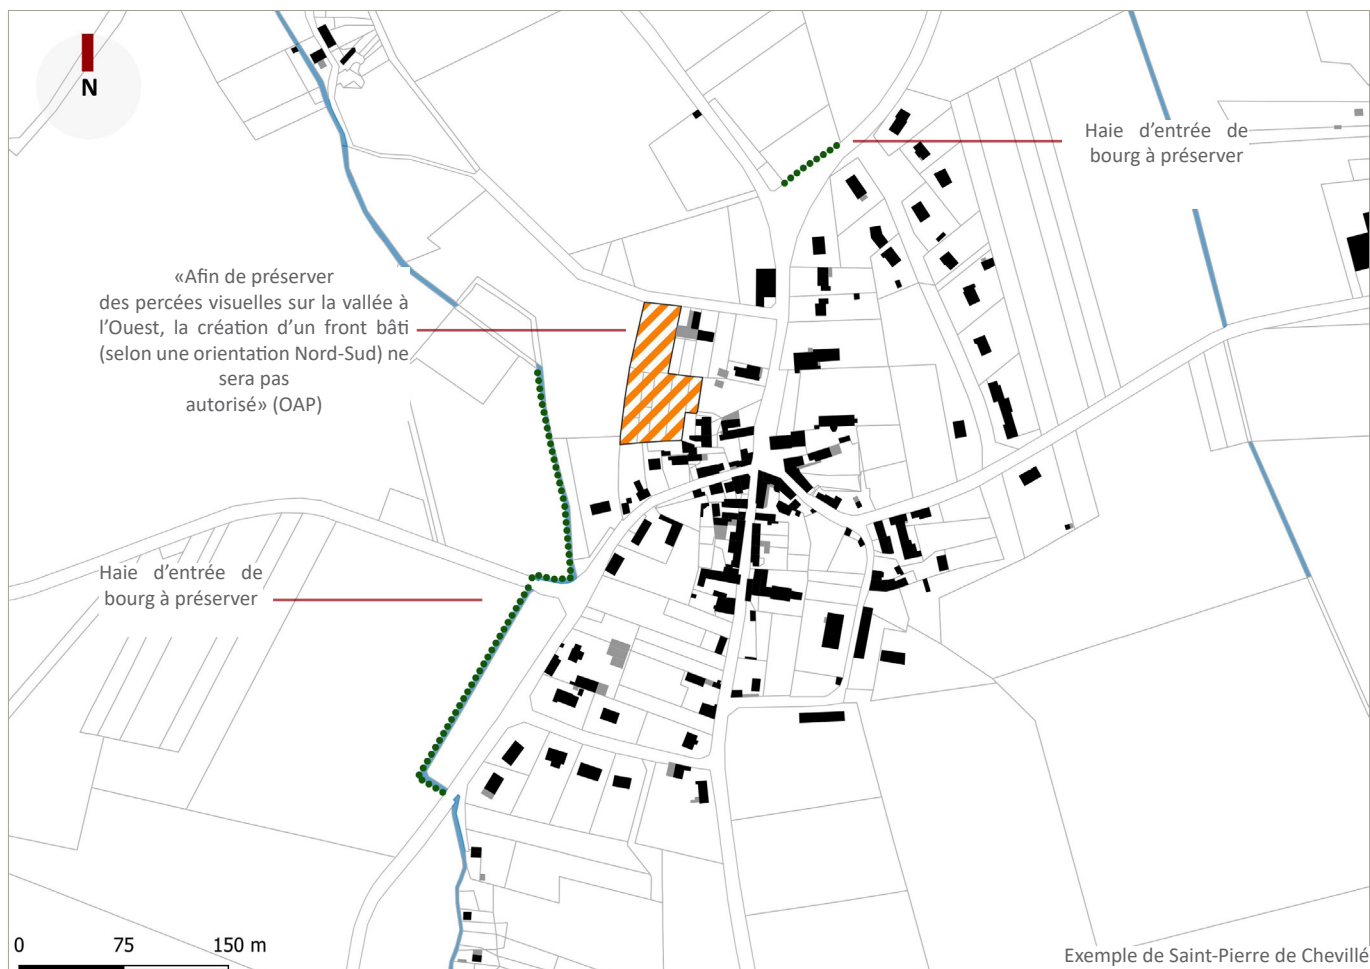 N
Haie d'entrée de
bourg à préserver
«Afin de préserver
des percées visuelles sur la vallée à
l'Ouest, la création d'un front bâti
(selon une orientation Nord-Sud) ne
sera pas
autorisé» (OAP)
Haie d'entrée de
bourg à préserver
0 75 150 m
Exemple de Saint-Pierre de Chevillé